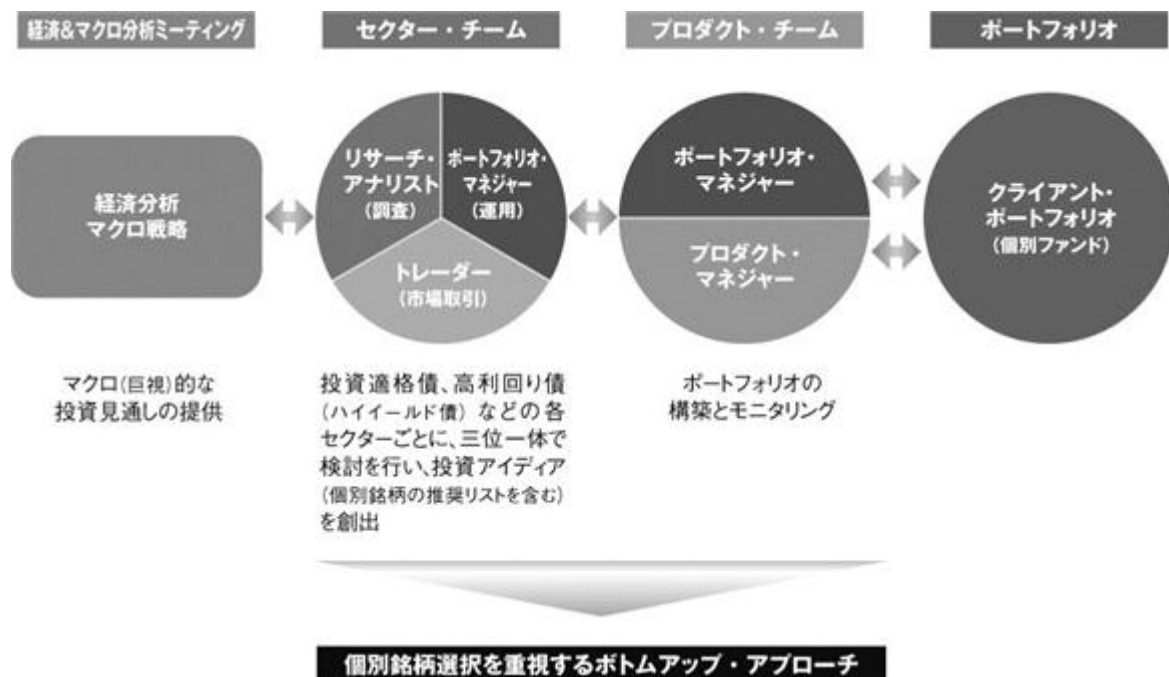 経済&マクロ分析ミーティング
セクター・チーム
プロダクト・チーム
ポートフォリオ
経済分析
マクロ戦略
リサーチ・
アナリスト
(調査)
ポートフォリオ・
マネジャー
(運用)
トレーダー
(市場取引)
ポートフォリオ・
マネジャー
プロダクト・
マネジャー
クライアント・
ポートフォリオ
(個別ファンド)
マクロ(巨視)的な
投資見通しの提供
投資適格債、高利回り債
(ハイイールド債)などの各
セクターごとに、三位一体で
検討を行い、投資アイディア
(個別銘柄の推奨リストを含む)
を創出
ポートフォリオの
構築とモニタリング
個別銘柄選択を重視するボトムアップ・アプローチ